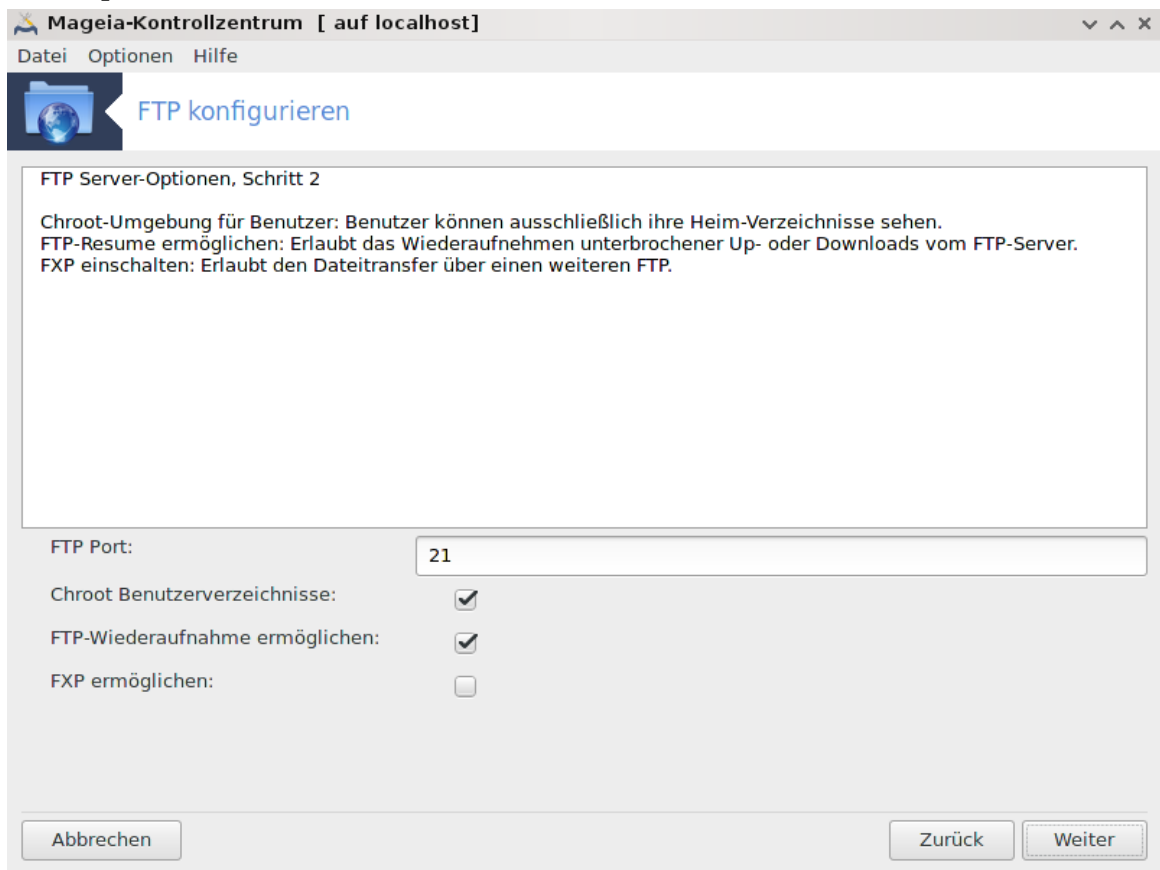 Mageia-Kontrollzentrum [ auf localhost]
Datei Optionen Hilfe
FTP konfigurieren
FTP Server-Optionen, Schritt 2
Chroot-Umgebung für Benutzer: Benutzer können ausschließlich ihre Heim-Verzeichnisse sehen.
FTP-Resume ermöglichen: Erlaubt das Wiederaufnehmen unterbrochener Up- oder Downloads vom FTP-Server.
FXP einschalten: Erlaubt den Dateitransfer über einen weiteren FTP.
FTP Port: 21
Chroot Benutzerverzeichnisse:
FTP-Wiederaufnahme ermöglichen:
FXP ermöglichen:
Abbrechen Zurück Weiter